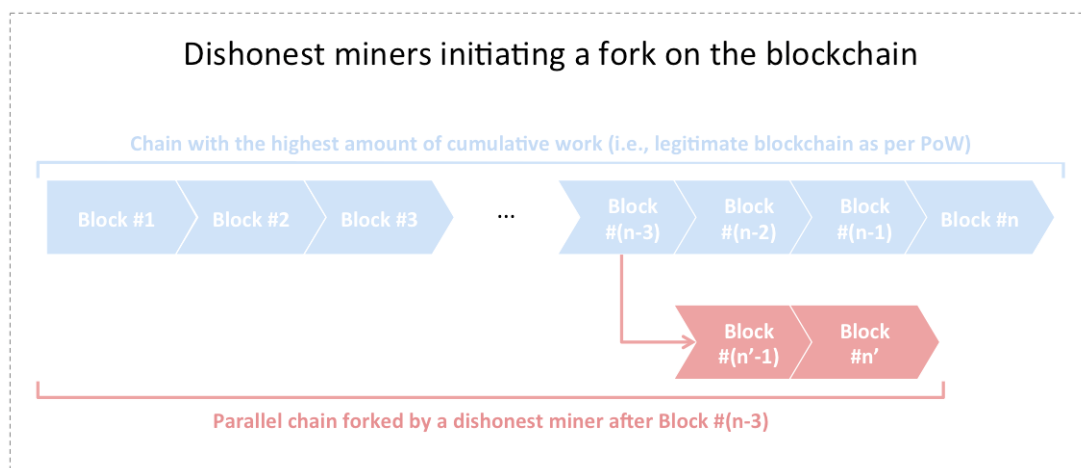 Dishonest miners initiating a fork on the blockchain
Chain with the highest amount of cumulative work (i.e., legitimate blockchain as per PoW)
Block #1
Block #2
Block #3
...
Block
#(n-3)
Block
#(n-2)
Block
#(n-1)
Block #n
Block
#(n’-1)
Block
#n’
Parallel chain forked by a dishonest miner after Block #(n-3)